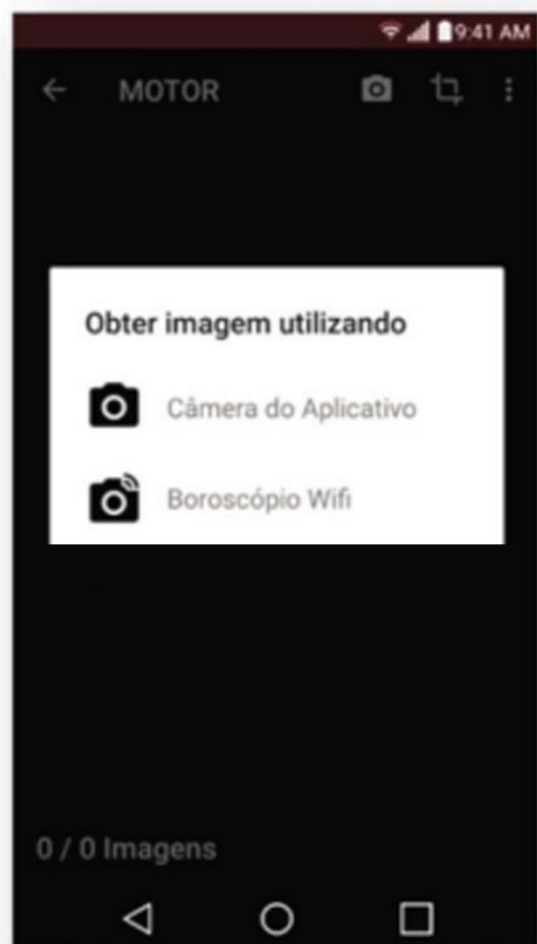 9:41 AM
MOTOR
Obter imagem utilizando
Câmera do Aplicativo
Boroscópio Wifi
0 / 0 Imagens